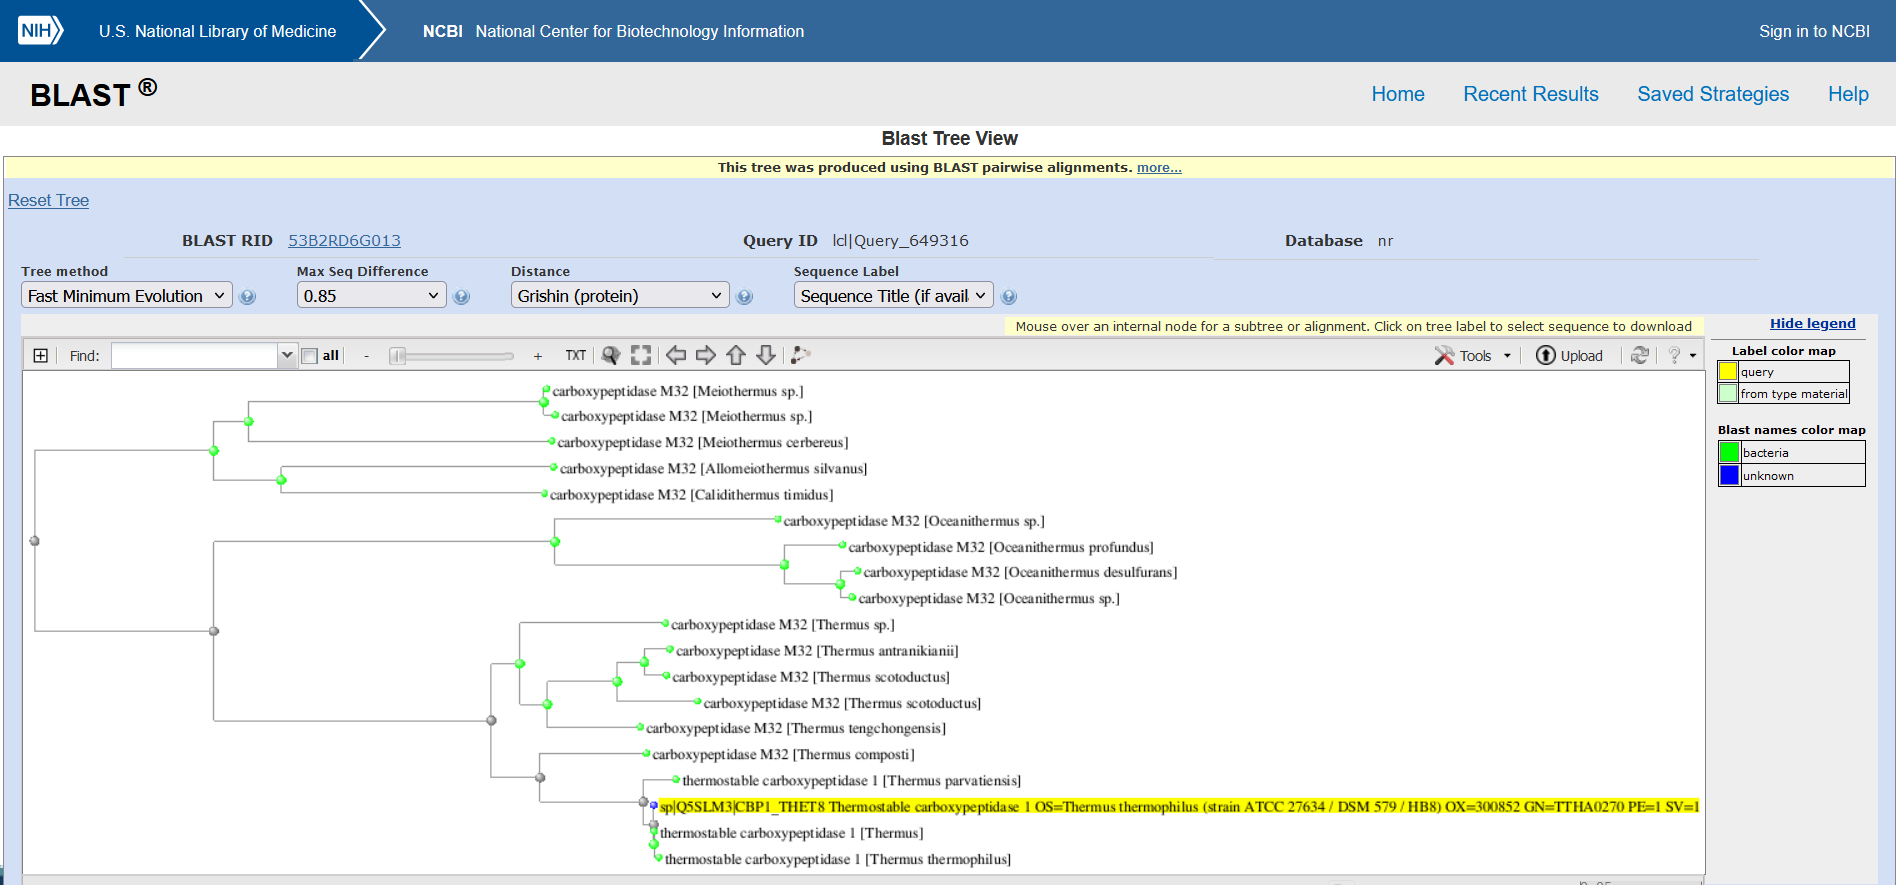 NIH U.S. National Library of Medicine NCBI National Center for Biotechnology Information Sign in to NCBI
BLAST ® Home Recent Results Saved Strategies Help
Blast Tree View
This tree was produced using BLAST pairwise alignments. more...
Reset Tree
BLAST RID 53B2RD6G013 Query ID lcl|Query_649316 Database nr
Tree method Max Seq Difference Distance Sequence Label
Fast Minimum Evolution 0.85 Grishin (protein) Sequence Title (if avail
Mouse over an internal node for a subtree or alignment. Click on tree label to select sequence to download
Hide legend
Find: all - + TXT Tools Upload ?
Label color map
query
from type material
Blast names color map
bacteria
unknown
carboxypeptidase M32 [Meiothermus sp.]
carboxypeptidase M32 [Meiothermus sp.]
carboxypeptidase M32 [Meiothermus cerbereus]
carboxypeptidase M32 [Allomeiothermus silvanus]
carboxypeptidase M32 [Calidithermus timidus]
carboxypeptidase M32 [Oceanithermus sp.]
carboxypeptidase M32 [Oceanithermus profundus]
carboxypeptidase M32 [Oceanithermus desulfurans]
carboxypeptidase M32 [Oceanithermus sp.]
carboxypeptidase M32 [Thermus sp.]
carboxypeptidase M32 [Thermus antranikianii]
carboxypeptidase M32 [Thermus scotoductus]
carboxypeptidase M32 [Thermus scotoductus]
carboxypeptidase M32 [Thermus tengchongensis]
carboxypeptidase M32 [Thermus composti]
thermostable carboxypeptidase 1 [Thermus parvatiensis]
sp|Q5SLM3|CBP1_THET8 Thermostable carboxypeptidase 1 OS=Thermus thermophilus (strain ATCC 27634 / DSM 579 / HB8) OX=300852 GN=TTHA0270 PE=1 SV=1
thermostable carboxypeptidase 1 [Thermus]
thermostable carboxypeptidase 1 [Thermus thermophilus]